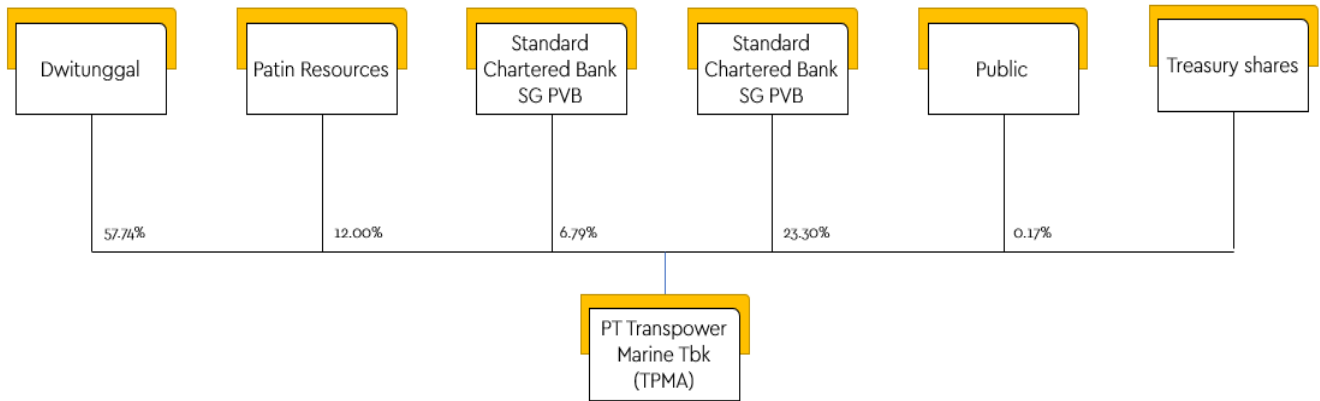 Dwitunggal
Patin Resources
Standard
Chartered Bank
SG PVB
Standard
Chartered Bank
SG PVB
Public
Treasury shares
57.74%
12.00%
6.79%
23.30%
0.17%
PT Transpower
Marine Tbk
(TPMA)